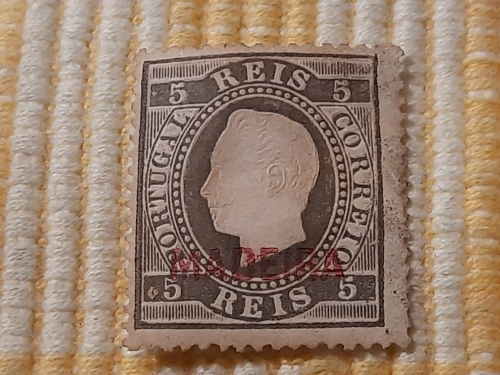 5 REIS 5
PORTUGAL
CORREIO
MADEIRA
5 REIS 5